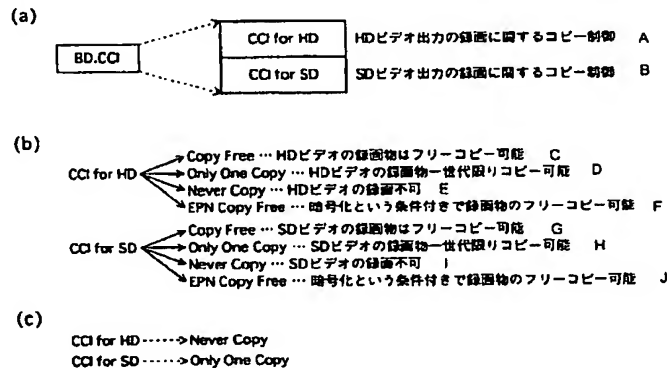 (a)
BD.CCI
CCI for HD HDビデオ出力の録画に関するコピー制御 A
CCI for SD SDビデオ出力の録画に関するコピー制御 B
(b)
CCI for HD
Copy Free … HDビデオの録画物はフリーコピー可能 C
Only One Copy … HDビデオの録画物一世代限りコピー可能 D
Never Copy … HDビデオの録画不可 E
EPN Copy Free … 暗号化という条件付きで録画物のフリーコピー可能 F
CCI for SD
Copy Free … SDビデオの録画物はフリーコピー可能 G
Only One Copy … SDビデオの録画物一世代限りコピー可能 H
Never Copy … SDビデオの録画不可 I
EPN Copy Free … 暗号化という条件付きで録画物のフリーコピー可能 J
(c)
CCI for HD Never Copy
CCI for SD Only One Copy